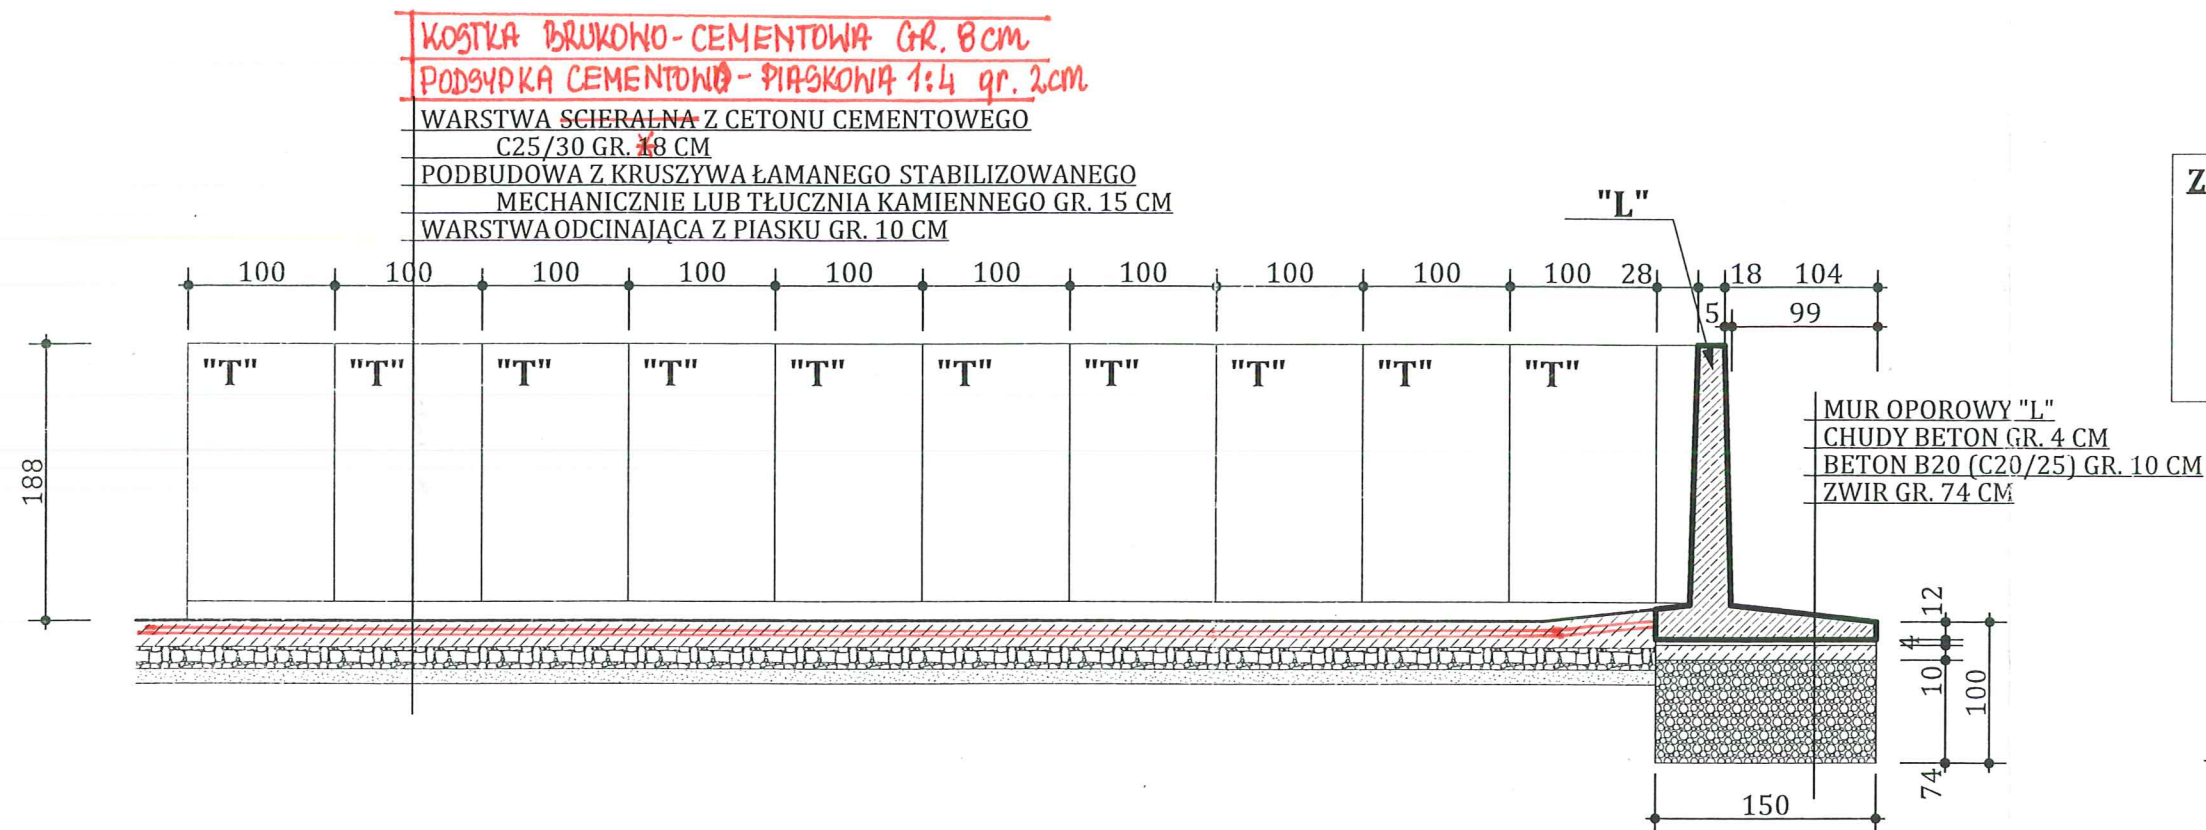 KOSTKA BRUKOWO-CEMENTOWA GR. 8 cm
PODSYPKA CEMENTOWO-PIASKOWA 1:4 gr. 2cm
WARSTWA SCIERALNA Z CETONU CEMENTOWEGO
C25/30 GR. 18 CM
PODBUDOWA Z KRUSZYWA ŁAMANEGO STABILIZOWANEGO
MECHANICZNIE LUB TŁUCZNIA KAMIENNEGO GR. 15 CM
WARSTWA ODCINAJĄCA Z PIASKU GR. 10 CM
"L"
Z
100 100 100 100 100 100 100 100 100 100 28 18 104
5 99
"T" "T" "T" "T" "T" "T" "T" "T" "T" "T"
188
MUR OPOROWY "L"
CHUDY BETON GR. 4 CM
BETON B20 (C20/25) GR. 10 CM
ZWIR GR. 74 CM
12
4
10
100
74
150